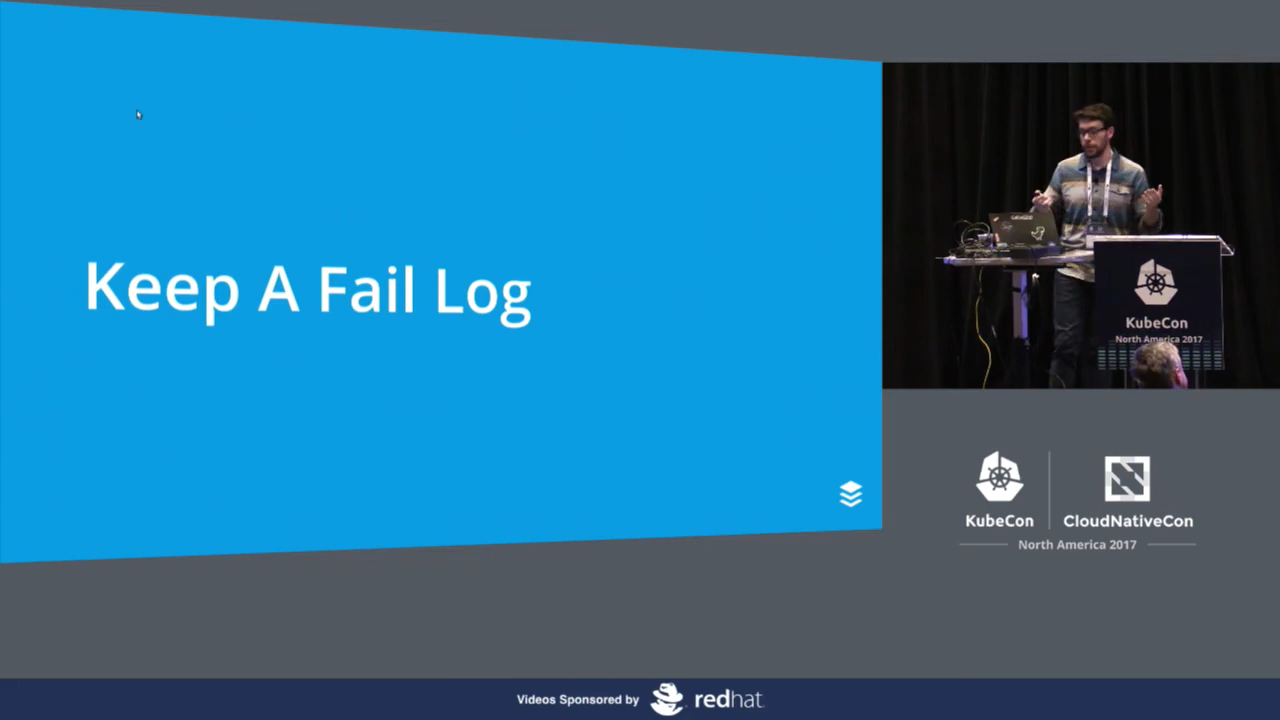 Keep A Fail Log
KubeCon
North America 2017
KubeCon
CloudNativeCon
North America 2017
Videos Sponsored by
redhat